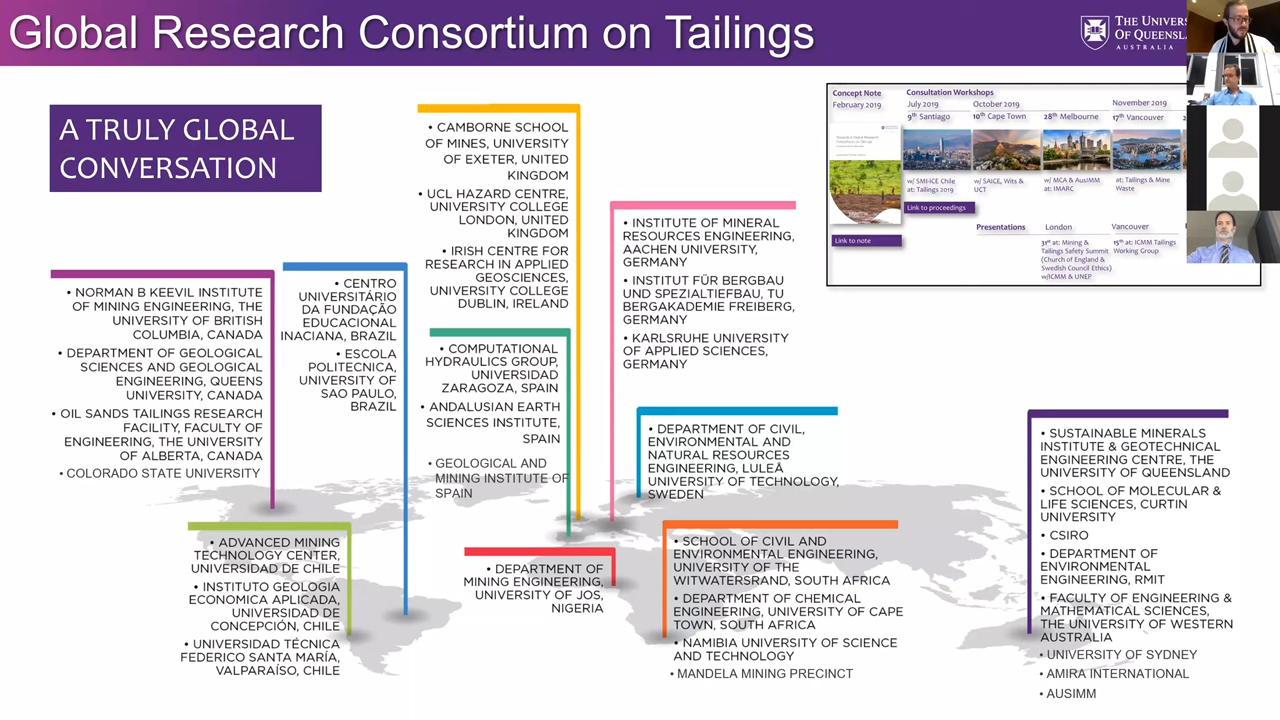 Global Research Consortium on Tailings
THE UNIVERS
OF QUEENSLA
AUSTRALIA
A TRULY GLOBAL
CONVERSATION
Concept Note
February 2019
Link to note
Consultation Workshops
July 2019
9th Santiago
w/ SMI-ICE Chile
at: Tailings 2019
Link to proceedings
October 2019
10th Cape Town
w/ SAICE, Wits &
UCT
28th Melbourne
w/ MCA & AusIMM
at: IMARC
November 2019
17th Vancouver
at: Tailings & Mine
Waste
2
Presentations
London
31st at: Mining &
Tailings Safety Summit
(Church of England &
Swedish Council Ethics)
w/ICMM & UNEP
Vancouver
15th at: ICMM Tailings
Working Group
• NORMAN B KEEVIL INSTITUTE
OF MINING ENGINEERING, THE
UNIVERSITY OF BRITISH
COLUMBIA, CANADA
• DEPARTMENT OF GEOLOGICAL
SCIENCES AND GEOLOGICAL
ENGINEERING, QUEENS
UNIVERSITY, CANADA
• OIL SANDS TAILINGS RESEARCH
FACILITY, FACULTY OF
ENGINEERING, THE UNIVERSITY
OF ALBERTA, CANADA
• COLORADO STATE UNIVERSITY
• CENTRO
UNIVERSITÁRIO
DA FUNDAÇÃO
EDUCACIONAL
INACIANA, BRAZIL
• ESCOLA
POLITECNICA,
UNIVERSITY OF
SAO PAULO,
BRAZIL
• CAMBORNE SCHOOL
OF MINES, UNIVERSITY
OF EXETER, UNITED
KINGDOM
• UCL HAZARD CENTRE,
UNIVERSITY COLLEGE
LONDON, UNITED
KINGDOM
• IRISH CENTRE FOR
RESEARCH IN APPLIED
GEOSCIENCES,
UNIVERSITY COLLEGE
DUBLIN, IRELAND
• COMPUTATIONAL
HYDRAULICS GROUP,
UNIVERSIDAD
ZARAGOZA, SPAIN
• ANDALUSIAN EARTH
SCIENCES INSTITUTE,
SPAIN
• GEOLOGICAL AND
MINING INSTITUTE OF
SPAIN
• INSTITUTE OF MINERAL
RESOURCES ENGINEERING,
AACHEN UNIVERSITY,
GERMANY
• INSTITUT FÜR BERGBAU
UND SPEZIALTIEFBAU, TU
BERGAKADEMIE FREIBERG,
GERMANY
• KARLSRUHE UNIVERSITY
OF APPLIED SCIENCES,
GERMANY
• DEPARTMENT OF CIVIL,
ENVIRONMENTAL AND
NATURAL RESOURCES
ENGINEERING, LULEÅ
UNIVERSITY OF TECHNOLOGY,
SWEDEN
• ADVANCED MINING
TECHNOLOGY CENTER,
UNIVERSIDAD DE CHILE
• INSTITUTO GEOLOGIA
ECONOMICA APLICADA,
UNIVERSIDAD DE
CONCEPCIÓN, CHILE
• UNIVERSIDAD TÉCNICA
FEDERICO SANTA MARÍA,
VALPARAÍSO, CHILE
• DEPARTMENT OF
MINING ENGINEERING,
UNIVERSITY OF JOS,
NIGERIA
• SCHOOL OF CIVIL AND
ENVIRONMENTAL ENGINEERING,
UNIVERSITY OF THE
WITWATERSRAND, SOUTH AFRICA
• DEPARTMENT OF CHEMICAL
ENGINEERING, UNIVERSITY OF CAPE
TOWN, SOUTH AFRICA
• NAMIBIA UNIVERSITY OF SCIENCE
AND TECHNOLOGY
• MANDELA MINING PRECINCT
• SUSTAINABLE MINERALS
INSTITUTE & GEOTECHNICAL
ENGINEERING CENTRE, THE
UNIVERSITY OF QUEENSLAND
• SCHOOL OF MOLECULAR &
LIFE SCIENCES, CURTIN
UNIVERSITY
• CSIRO
• DEPARTMENT OF
ENVIRONMENTAL
ENGINEERING, RMIT
• FACULTY OF ENGINEERING &
MATHEMATICAL SCIENCES,
THE UNIVERSITY OF WESTERN
AUSTRALIA
• UNIVERSITY OF SYDNEY
• AMIRA INTERNATIONAL
• AUSIMM